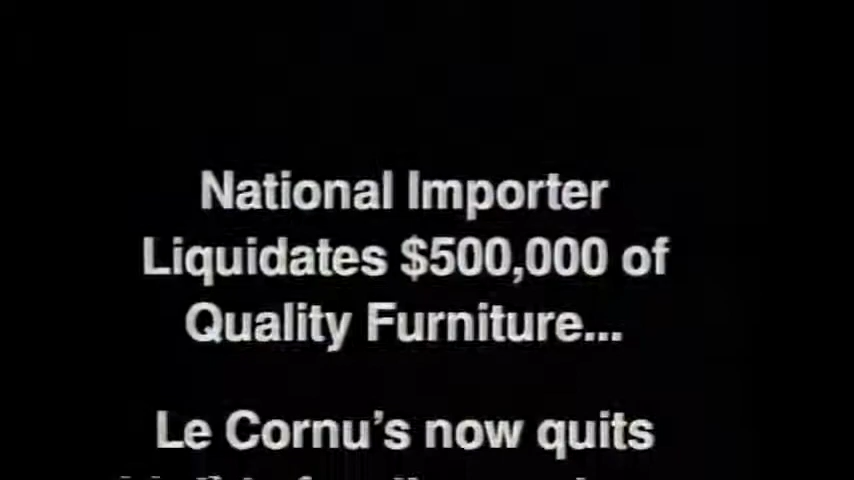 National Importer
Liquidates $500,000 of
Quality Furniture...
Le Cornu's now quits